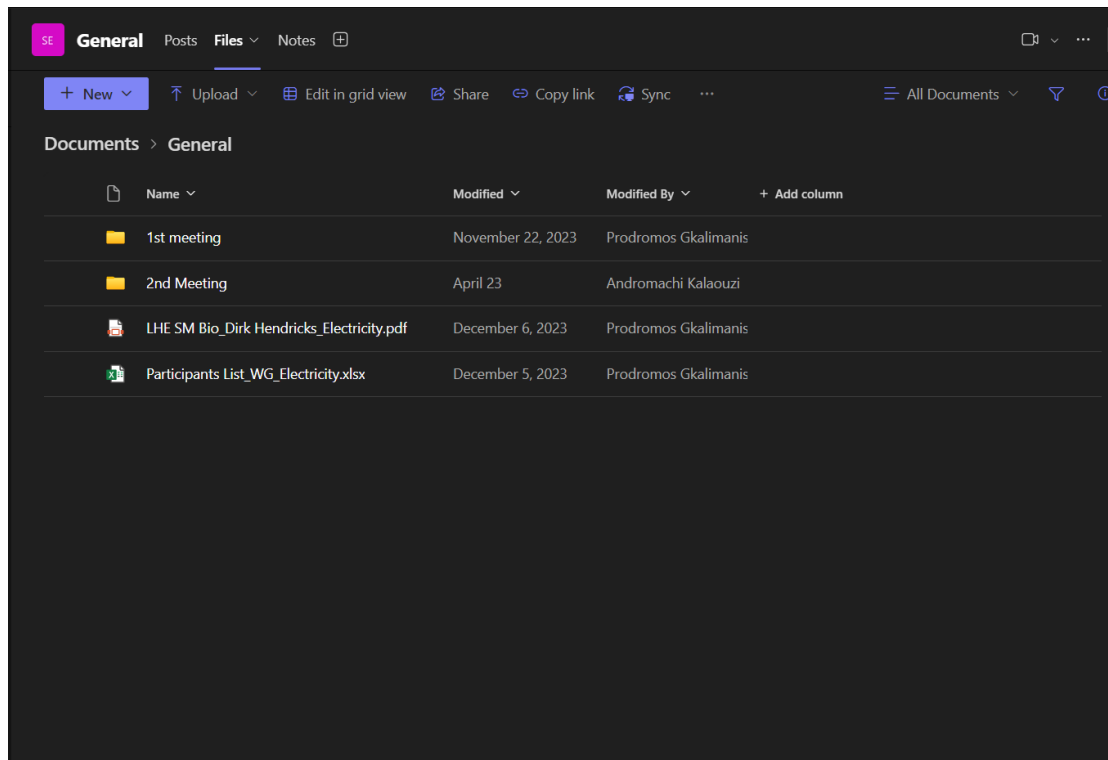 SE General Posts Files Notes
New Upload Edit in grid view Share Copy link Sync ... All Documents
Documents > General
Name Modified Modified By + Add column
1st meeting November 22, 2023 Prodromos Gkalimanis
2nd Meeting April 23 Andromachi Kalaouzi
LHE SM Bio_Dirk Hendricks_Electricity.pdf December 6, 2023 Prodromos Gkalimanis
Participants List_WG_Electricity.xlsx December 5, 2023 Prodromos Gkalimanis